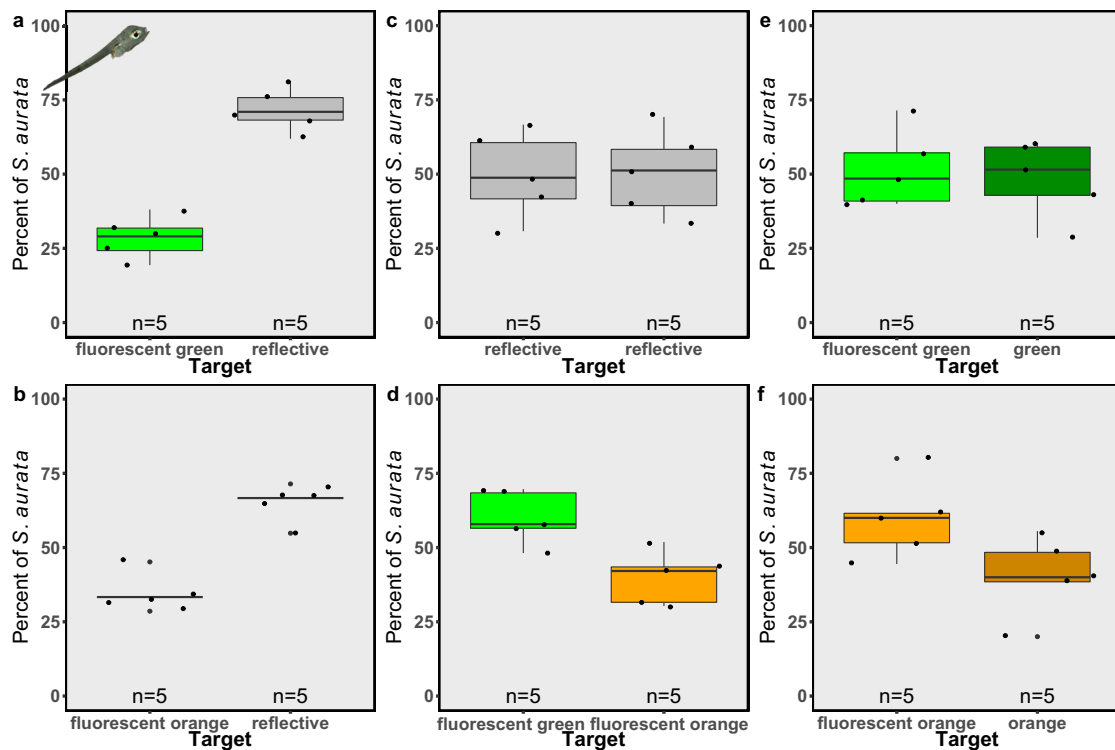 a
100
75
50
25
0
Percent of S. aurata
n=5
n=5
fluorescent green
reflective
Target
c
100
75
50
25
0
Percent of S. aurata
n=5
n=5
reflective
reflective
Target
e
100
75
50
25
0
Percent of S. aurata
n=5
n=5
fluorescent green
green
Target
b
100
75
50
25
0
Percent of S. aurata
n=5
n=5
fluorescent orange
reflective
Target
d
100
75
50
25
0
Percent of S. aurata
n=5
n=5
fluorescent green
fluorescent orange
Target
f
100
75
50
25
0
Percent of S. aurata
n=5
n=5
fluorescent orange
orange
Target